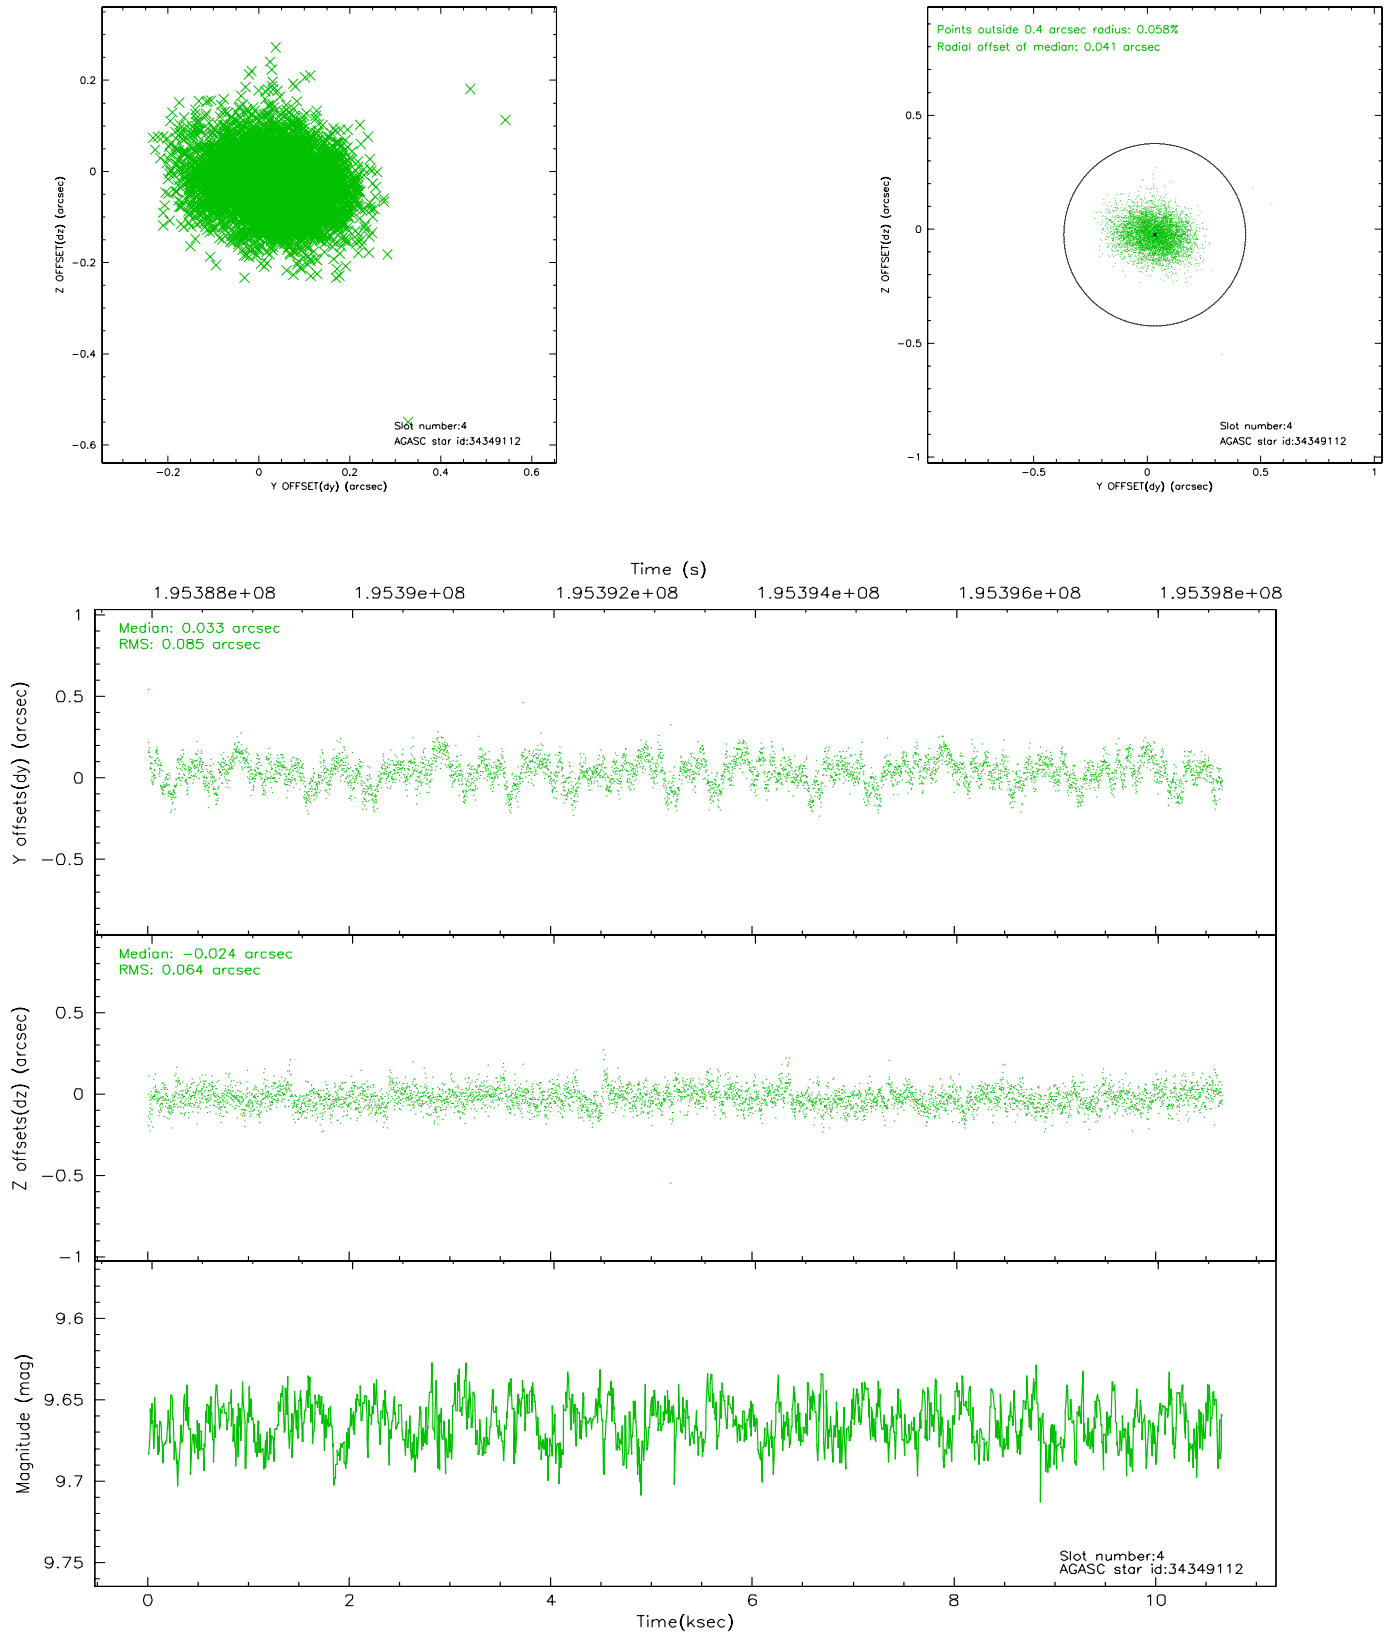 0.2
0
−0.2
−0.4
−0.6
Z OFFSET(dz) (arcsec)
Slot number:4
AGASC star id:34349112
−0.2 0 0.2 0.4 0.6
Y OFFSET(dy) (arcsec)
Points outside 0.4 arcsec radius: 0.058%
Radial offset of median: 0.041 arcsec
0.5
0
−0.5
−1
Z OFFSET(dz) (arcsec)
Slot number:4
AGASC star id:34349112
−0.5 0 0.5 1
Y OFFSET(dy) (arcsec)
Time (s)
1.95388e+08 1.9539e+08 1.95392e+08 1.95394e+08 1.95396e+08 1.95398e+08
1
0.5
0
−0.5
Y offsets(dy) (arcsec)
Median: 0.033 arcsec
RMS: 0.085 arcsec
0.5
0
−0.5
−1
Z offsets(dz) (arcsec)
Median: −0.024 arcsec
RMS: 0.064 arcsec
9.6
9.65
9.7
9.75
Magnitude (mag)
Slot number:4
AGASC star id:34349112
0 2 4 6 8 10
Time(ksec)